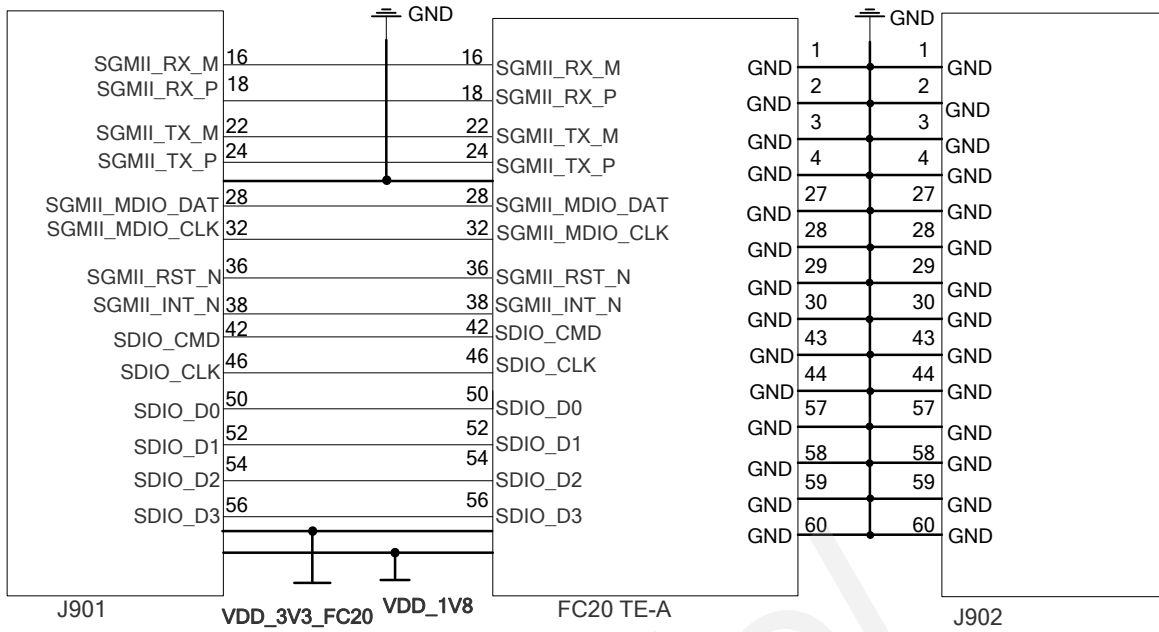 GND
GND
SGMII_RX_M 16 16 SGMII_RX_M GND 1 1 GND
SGMII_RX_P 18 18 SGMII_RX_P GND 2 2 GND
SGMII_TX_M 22 22 SGMII_TX_M GND 3 3 GND
SGMII_TX_P 24 24 SGMII_TX_P GND 4 4 GND
SGMII_MDIO_DAT 28 28 SGMII_MDIO_DAT GND 27 27 GND
SGMII_MDIO_CLK 32 32 SGMII_MDIO_CLK GND 28 28 GND
SGMII_RST_N 36 36 SGMII_RST_N GND 29 29 GND
SGMII_INT_N 38 38 SGMII_INT_N GND 30 30 GND
SDIO_CMD 42 42 SDIO_CMD GND 43 43 GND
SDIO_CLK 46 46 SDIO_CLK GND 44 44 GND
SDIO_D0 50 50 SDIO_D0 GND 57 57 GND
SDIO_D1 52 52 SDIO_D1 GND 58 58 GND
SDIO_D2 54 54 SDIO_D2 GND 59 59 GND
SDIO_D3 56 56 SDIO_D3 GND 60 60 GND
VDD_3V3_FC20 VDD_1V8
J901 FC20 TE-A J902